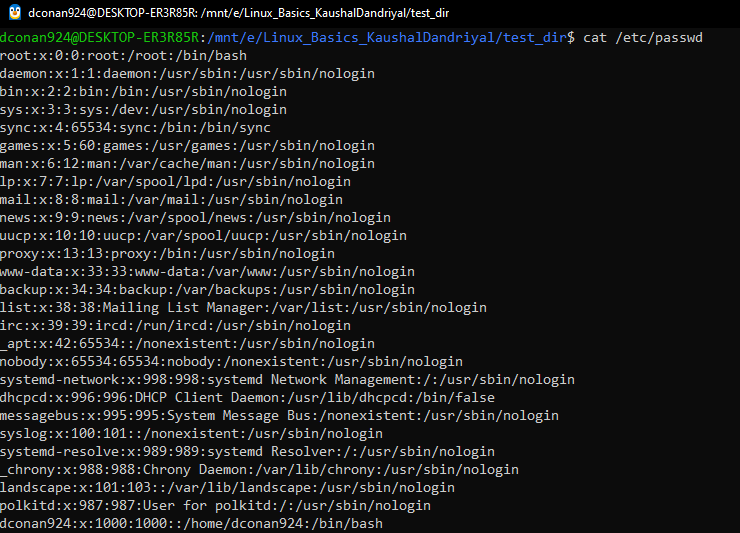 dconan924@DESKTOP-ER3R85R: /mnt/e/Linux_Basics_KaushalDandriyal/test_dir
dconan924@DESKTOP-ER3R85R:/mnt/e/Linux_Basics_KaushalDandriyal/test_dir$ cat /etc/passwd
root:x:0:0:root:/root:/bin/bash
daemon:x:1:1:daemon:/usr/sbin:/usr/sbin/nologin
bin:x:2:2:bin:/bin:/usr/sbin/nologin
sys:x:3:3:sys:/dev:/usr/sbin/nologin
sync:x:4:65534:sync:/bin:/bin/sync
games:x:5:60:games:/usr/games:/usr/sbin/nologin
man:x:6:12:man:/var/cache/man:/usr/sbin/nologin
lp:x:7:7:lp:/var/spool/lpd:/usr/sbin/nologin
mail:x:8:8:mail:/var/mail:/usr/sbin/nologin
news:x:9:9:news:/var/spool/news:/usr/sbin/nologin
uucp:x:10:10:uucp:/var/spool/uucp:/usr/sbin/nologin
proxy:x:13:13:proxy:/bin:/usr/sbin/nologin
www-data:x:33:33:www-data:/var/www:/usr/sbin/nologin
backup:x:34:34:backup:/var/backups:/usr/sbin/nologin
list:x:38:38:Mailing List Manager:/var/list:/usr/sbin/nologin
irc:x:39:39:ircd:/run/ircd:/usr/sbin/nologin
_apt:x:42:65534::/nonexistent:/usr/sbin/nologin
nobody:x:65534:65534:nobody:/nonexistent:/usr/sbin/nologin
systemd-network:x:998:998:systemd Network Management:/:/usr/sbin/nologin
dhcpcd:x:996:996:DHCP Client Daemon:/usr/lib/dhcpcd:/bin/false
messagebus:x:995:995:System Message Bus:/nonexistent:/usr/sbin/nologin
syslog:x:100:101::/nonexistent:/usr/sbin/nologin
systemd-resolve:x:989:989:systemd Resolver:/:/usr/sbin/nologin
_chrony:x:988:988:Chrony Daemon:/var/lib/chrony:/usr/sbin/nologin
landscape:x:101:103::/var/lib/landscape:/usr/sbin/nologin
polkitd:x:987:987:User for polkitd:/:/usr/sbin/nologin
dconan924:x:1000:1000::/home/dconan924:/bin/bash